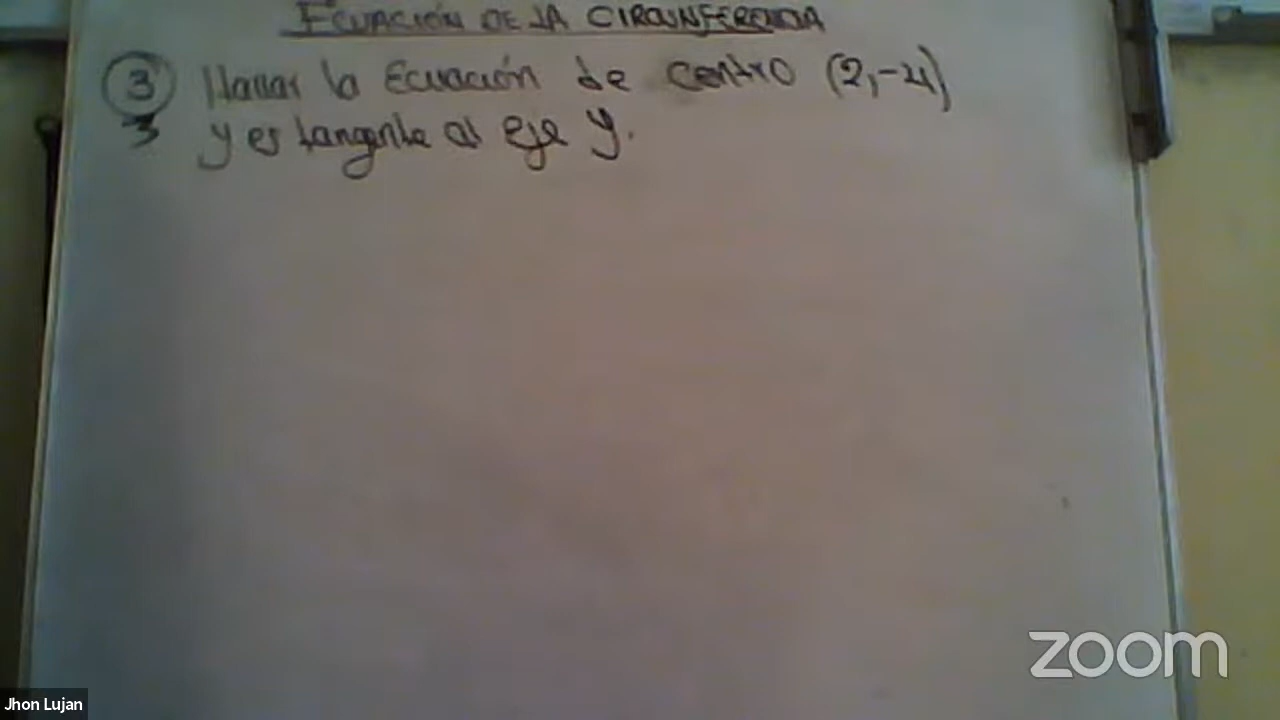 ECUACIÓN DE LA CIRCUNFERENCIA
3 Hallar la Ecuación de Centro (2,-4)
3 y es tangente al eje y.
zoom
Jhon Lujan